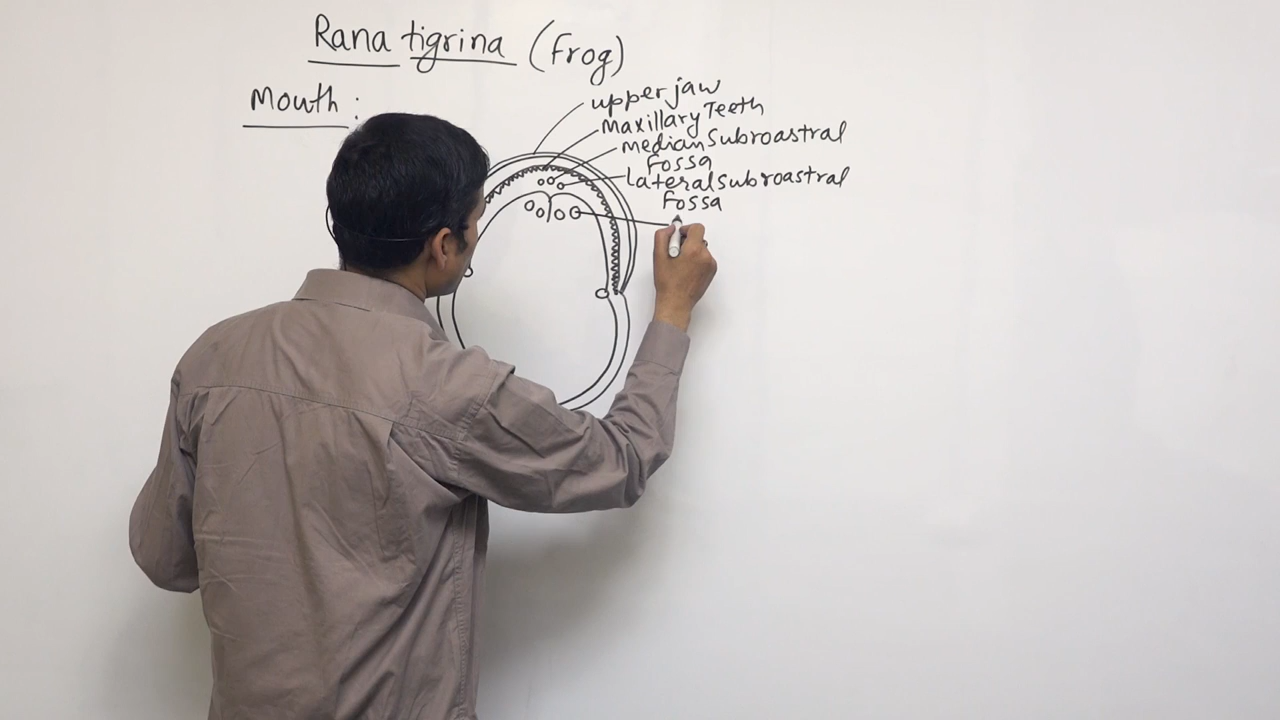 Rana tigrina (frog)
Mouth :
upper jaw
Maxillary Teeth
median Subroastral
Fossa
Lateral subroastral
Fossa